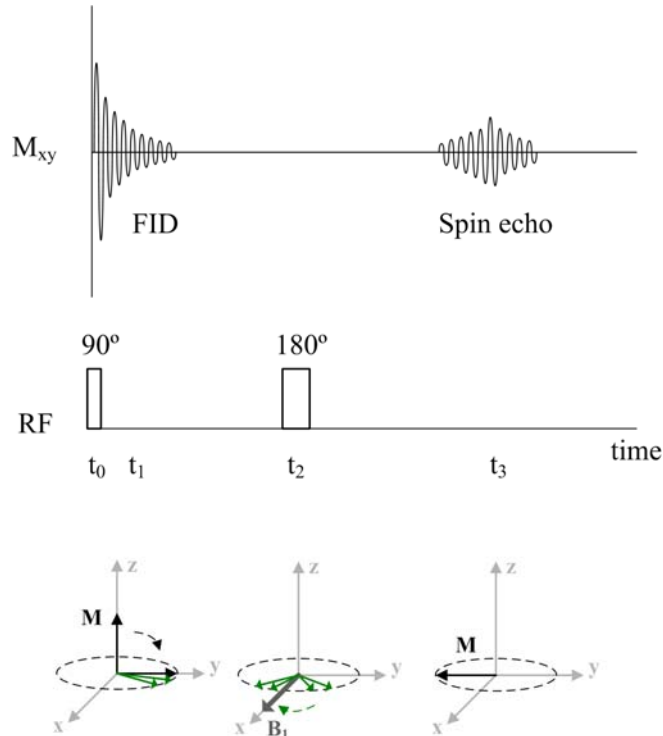 Mxy
FID
Spin echo
90º
180º
RF
time
t0
t1
t2
t3
z
M
y
x
z
y
x
B1
z
M
y
x